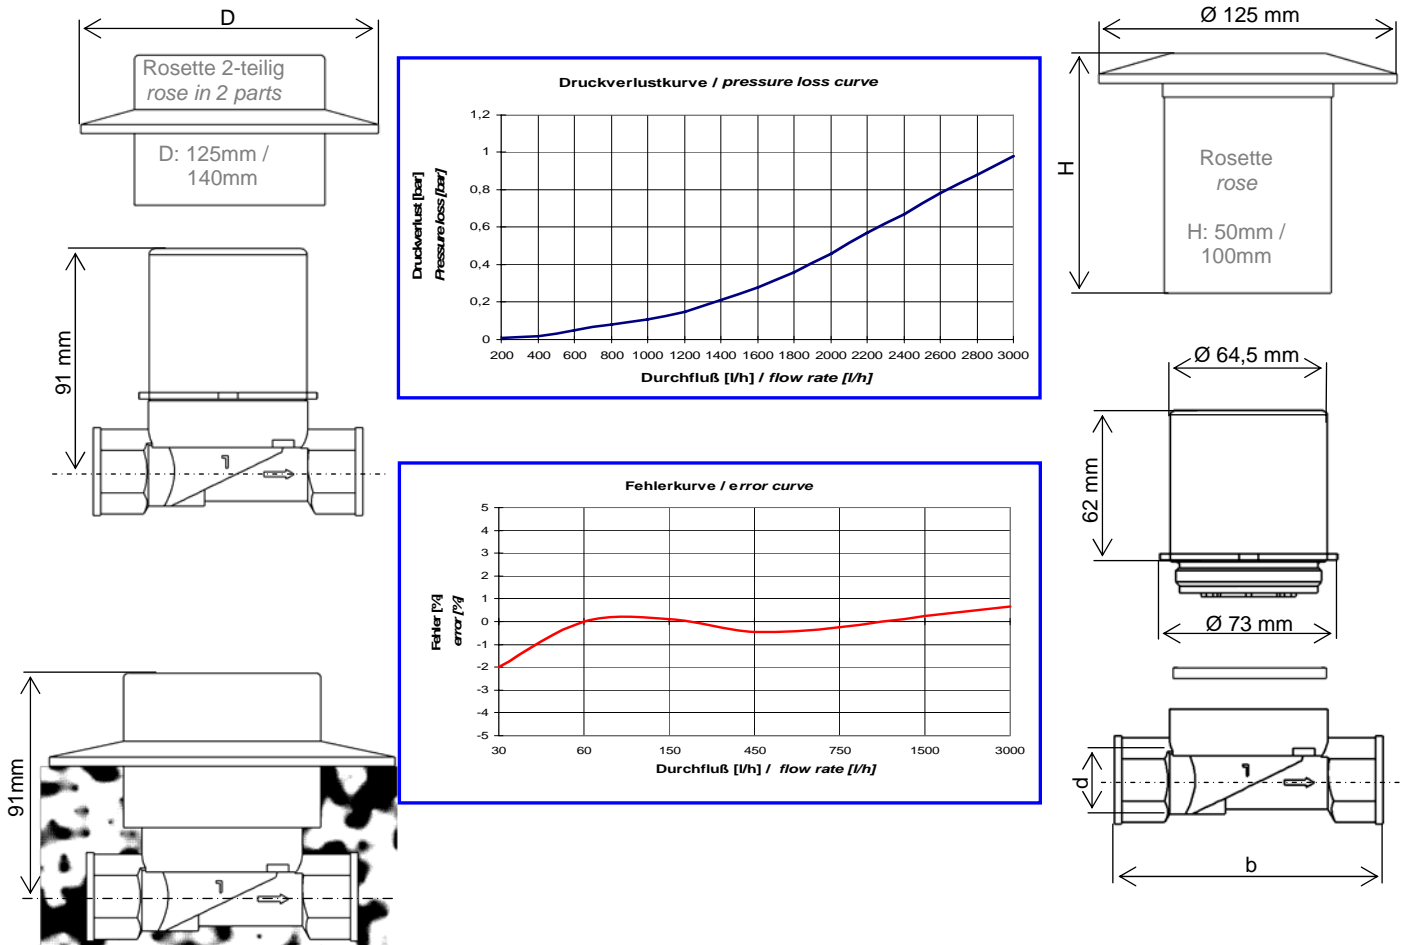 D
Rosette 2-teilig
rose in 2 parts
D: 125mm /
140mm
91 mm
91mm
Druckverlustkurve / pressure loss curve
Druckverlust [bar]
Pressure loss [bar]
1,2
1
0,8
0,6
0,4
0,2
0
200 400 600 800 1000 1200 1400 1600 1800 2000 2200 2400 2600 2800 3000
Durchfluß [l/h] / flow rate [l/h]
Fehlerkurve / error curve
Fehler [%]
error [%]
5
4
3
2
1
0
-1
-2
-3
-4
-5
30 60 150 450 750 1500 3000
Durchfluß [l/h] / flow rate [l/h]
Ø 125 mm
H
Rosette
rose
H: 50mm /
100mm
Ø 64,5 mm
62 mm
Ø 73 mm
d
b